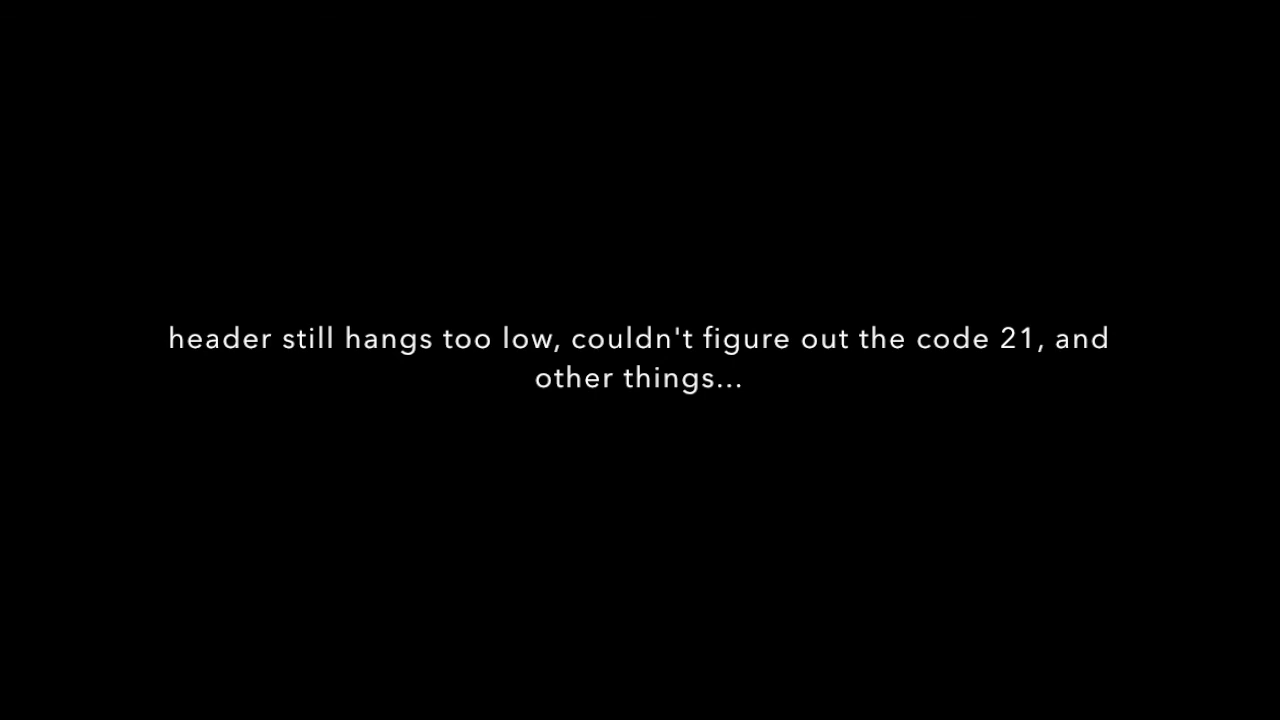 header still hangs too low, couldn't figure out the code 21, and
other things...